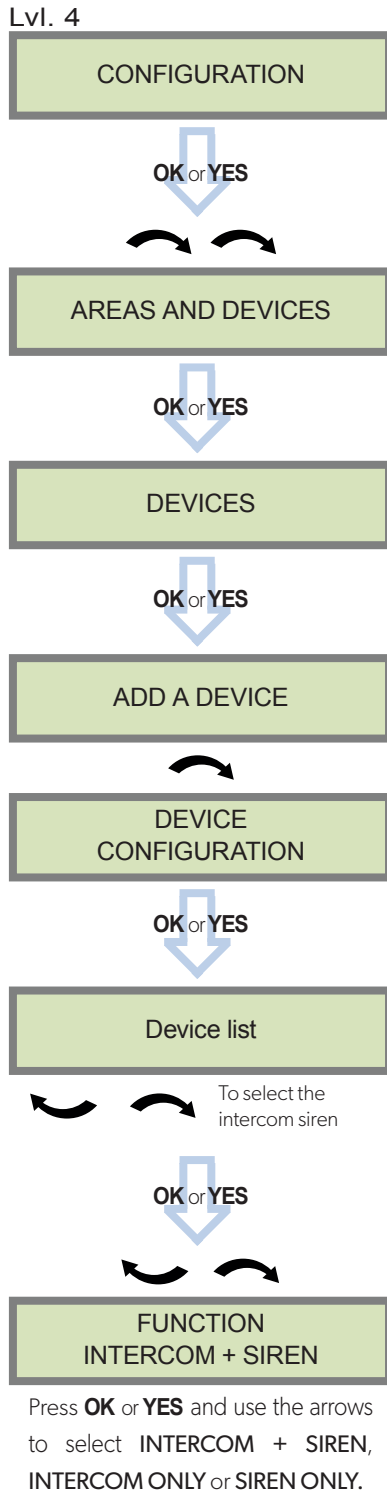 Lvl. 4
CONFIGURATION
OK or YES
AREAS AND DEVICES
OK or YES
DEVICES
OK or YES
ADD A DEVICE
DEVICE
CONFIGURATION
OK or YES
Device list
To select the
intercom siren
OK or YES
FUNCTION
INTERCOM + SIREN
Press OK or YES and use the arrows
to select INTERCOM + SIREN,
INTERCOM ONLY or SIREN ONLY.